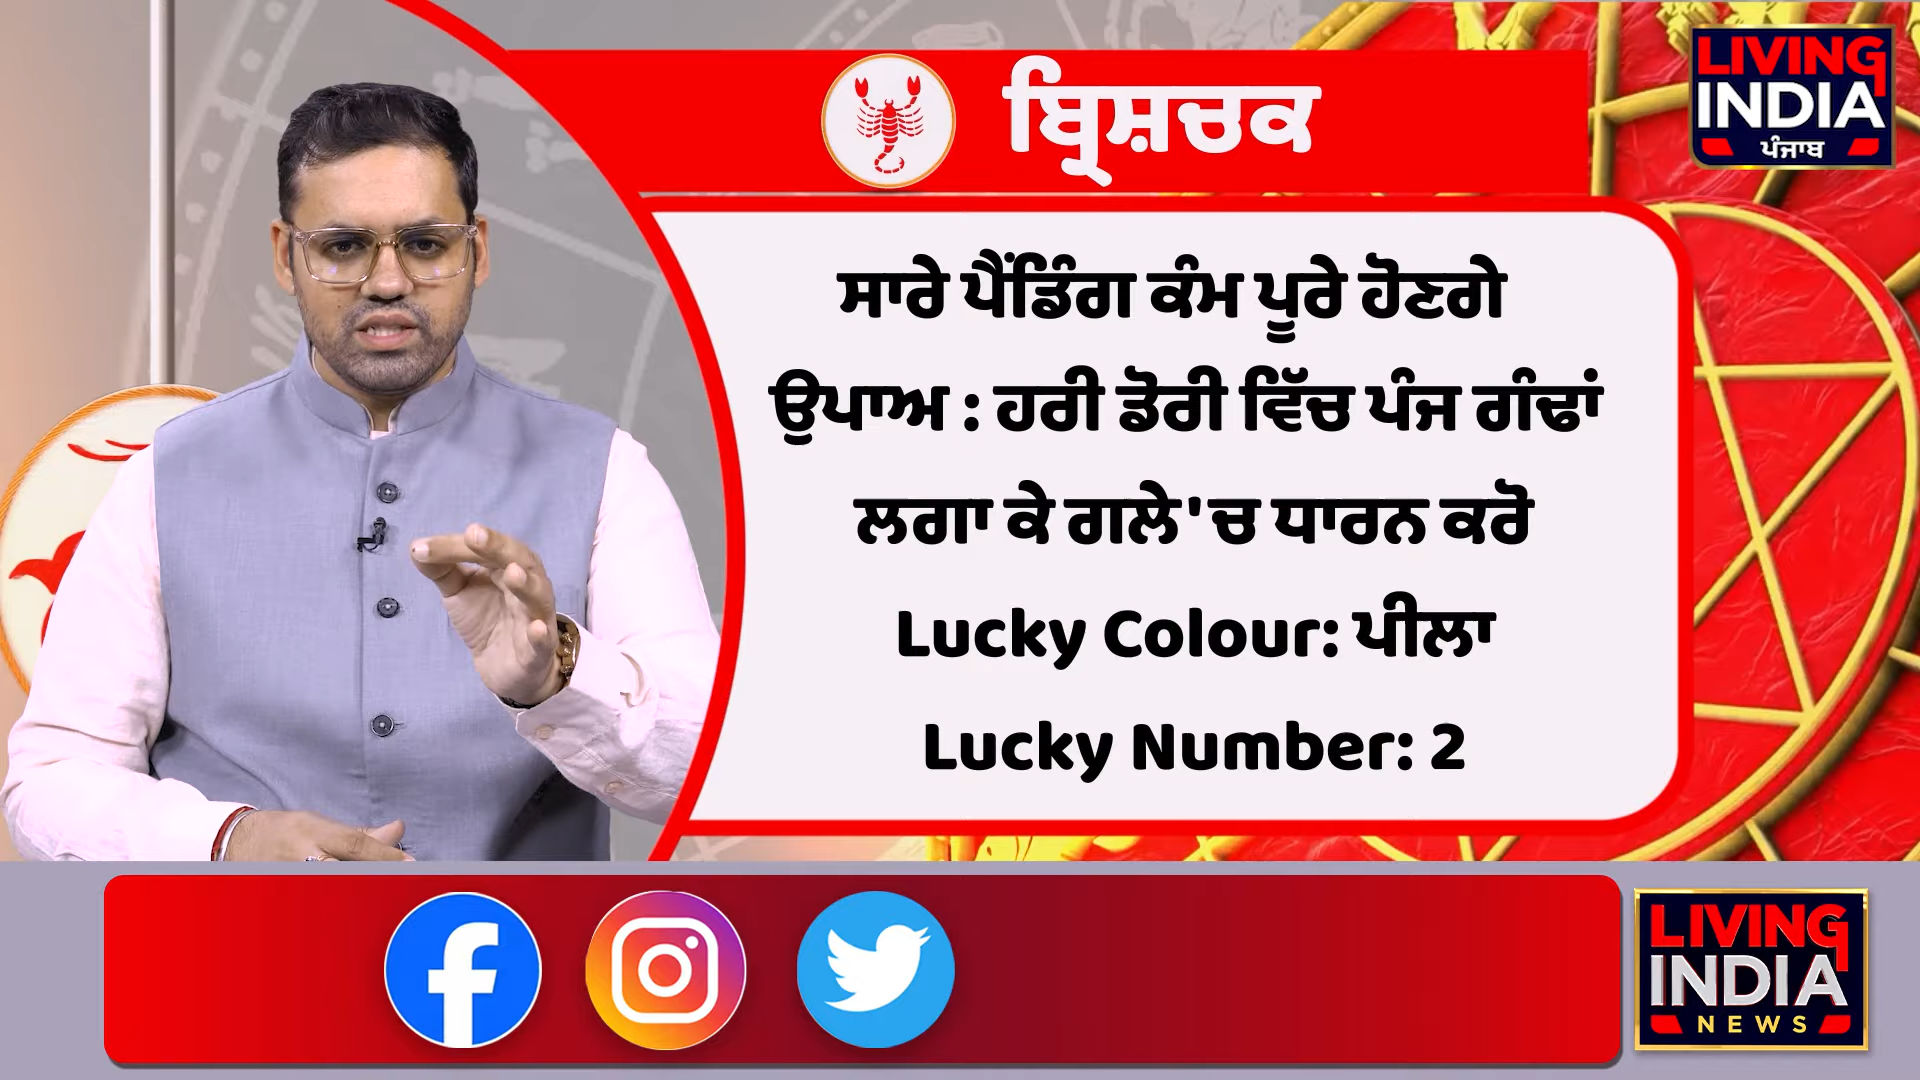 ਬ੍ਰਿਸ਼ਚਕ
LIVING
INDIA
ਪੰਜਾਬ
ਸਾਰੇ ਪੈਂਡਿੰਗ ਕੰਮ ਪੂਰੇ ਹੋਣਗੇ
ਉਪਾਅ : ਹਰੀ ਡੋਰੀ ਵਿੱਚ ਪੰਜ ਗੰਢਾਂ
ਲਗਾ ਕੇ ਗਲੇ'ਚ ਧਾਰਨ ਕਰੋ
Lucky Colour: ਪੀਲਾ
Lucky Number: 2
LIVING
INDIA
NEWS